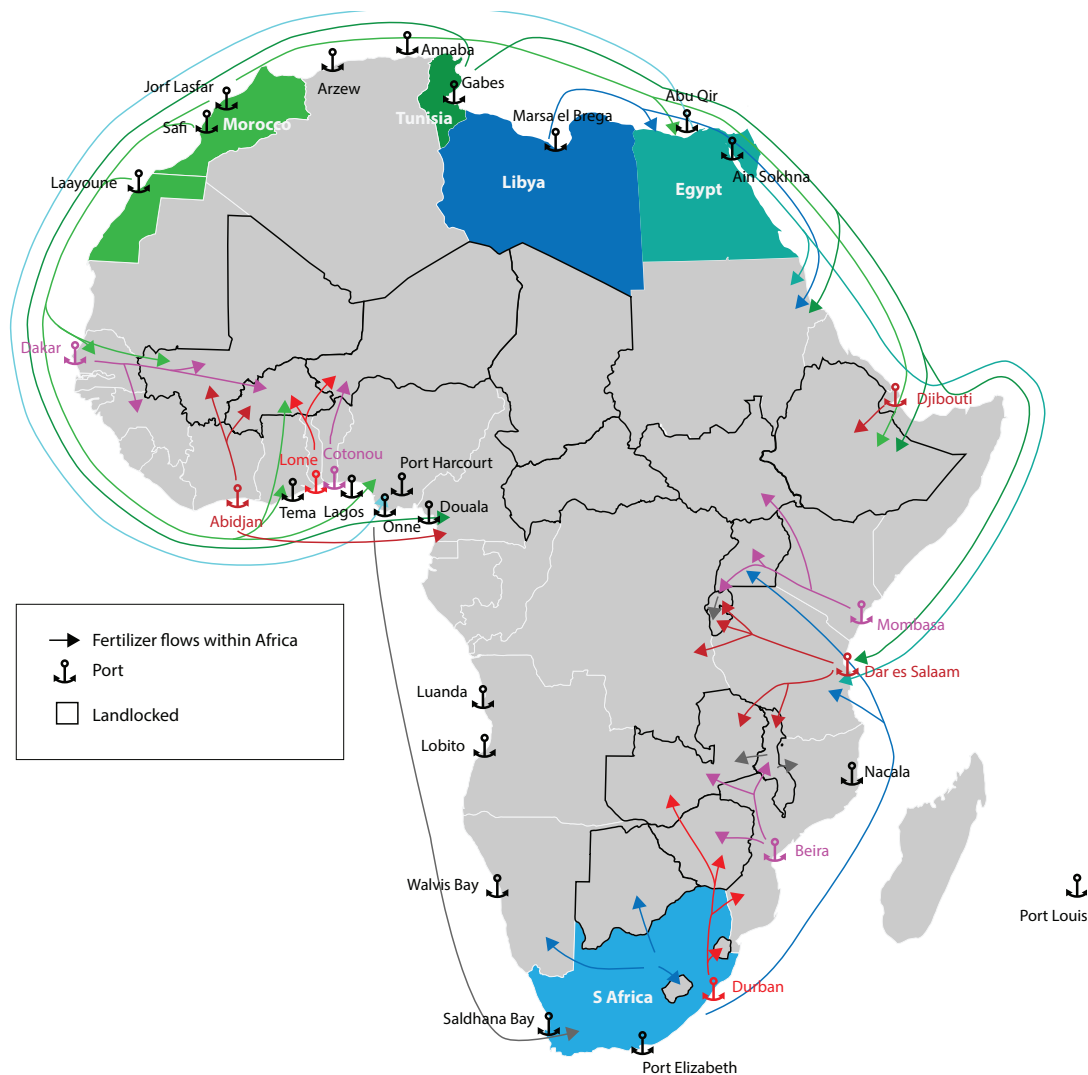 Annaba
Arzew
Gabes
Jorf Lasfar
Abu Qir
Marsa el Brega
Safi
Morocco
Tunisia
Ain Sokhna
Laayoune
Libya
Egypt
Dakar
Djibouti
Lome
Cotonou
Port Harcourt
Abidjan
Tema
Lagos
Onne
Douala
Mombasa
Fertilizer flows within Africa
Port
Landlocked
Dar es Salaam
Luanda
Lobito
Nacala
Beira
Walvis Bay
Port Louis
Durban
S Africa
Saldhana Bay
Port Elizabeth